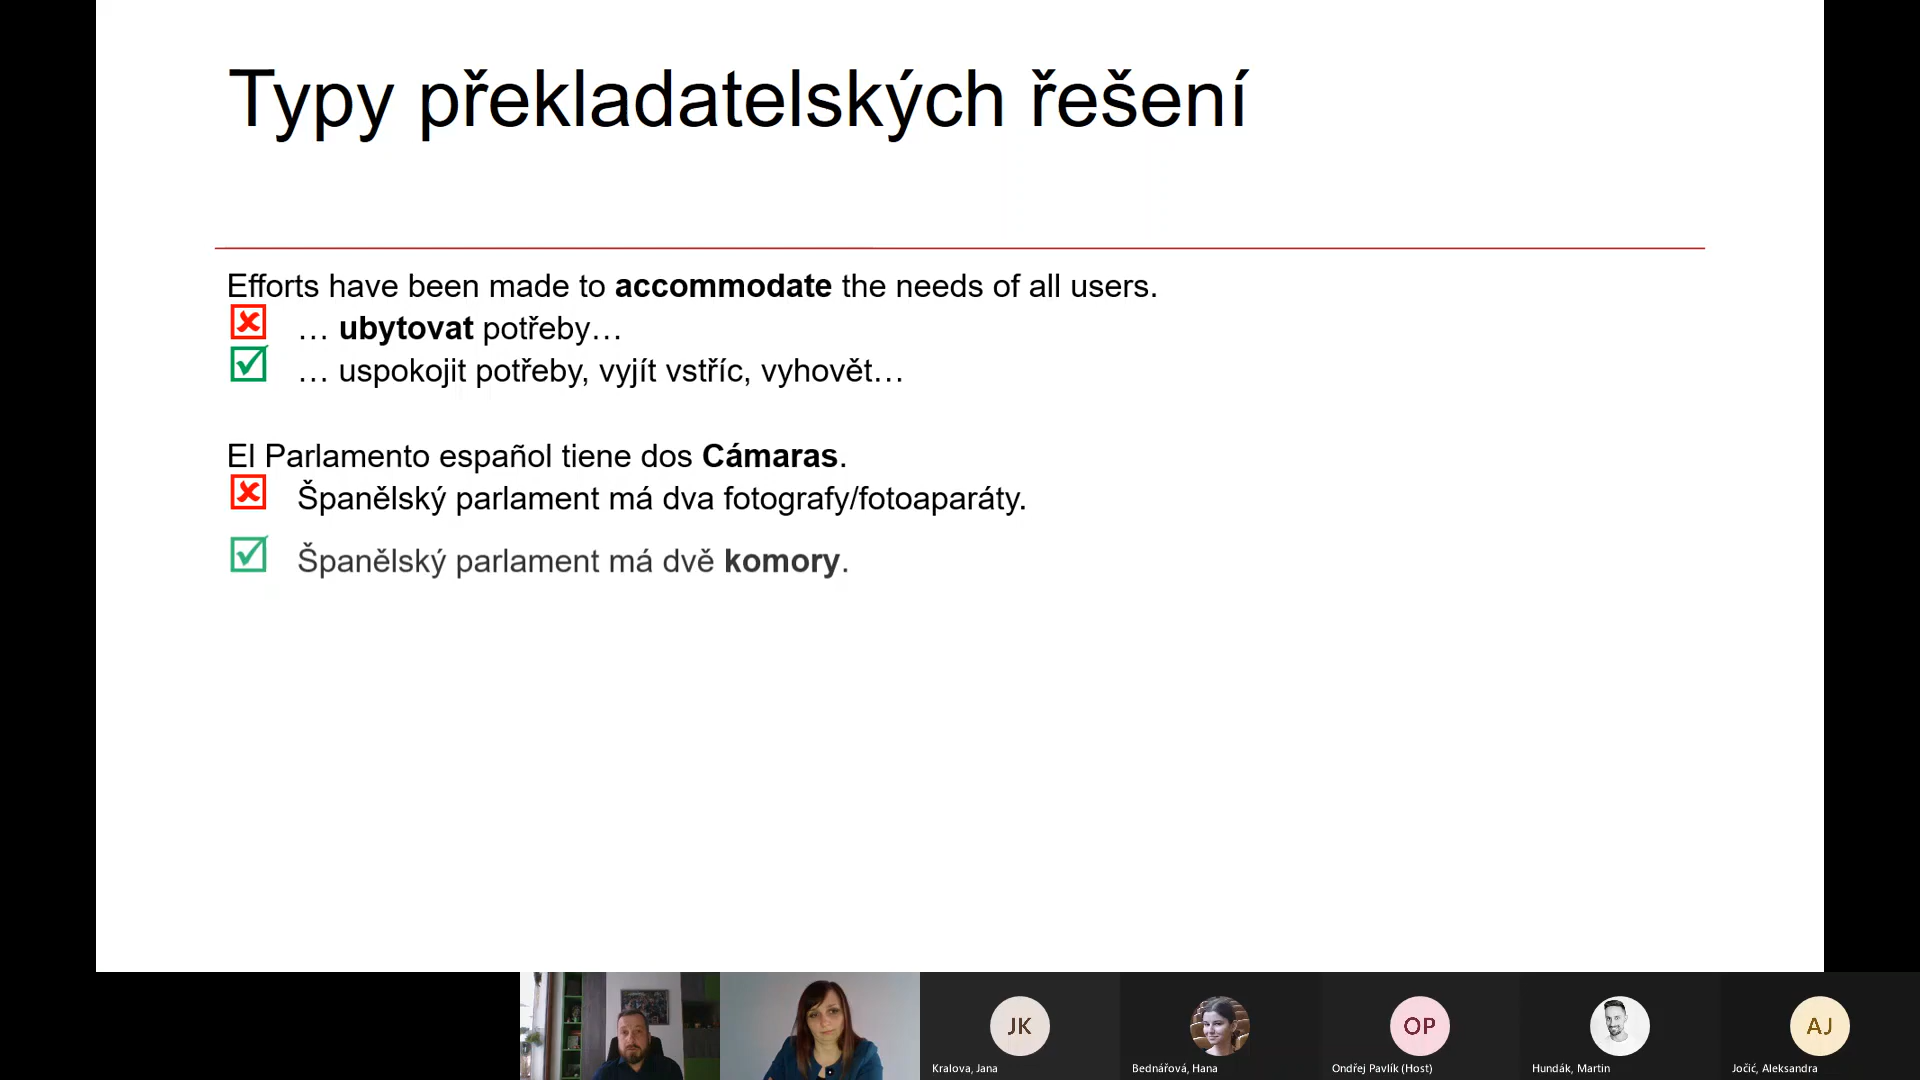 Typy překladatelských řešení
Efforts have been made to accommodate the needs of all users.
… ubytovat potřeby…
… uspokojit potřeby, vyjít vstříc, vyhovět…
El Parlamento español tiene dos Cámaras.
Španělský parlament má dva fotografy/fotoaparáty.
Španělský parlament má dvě komory.
JK
OP
AJ
Kralova, Jana
Bednářová, Hana
Ondřej Pavlík (Host)
Hundák, Martin
Jočić, Aleksandra